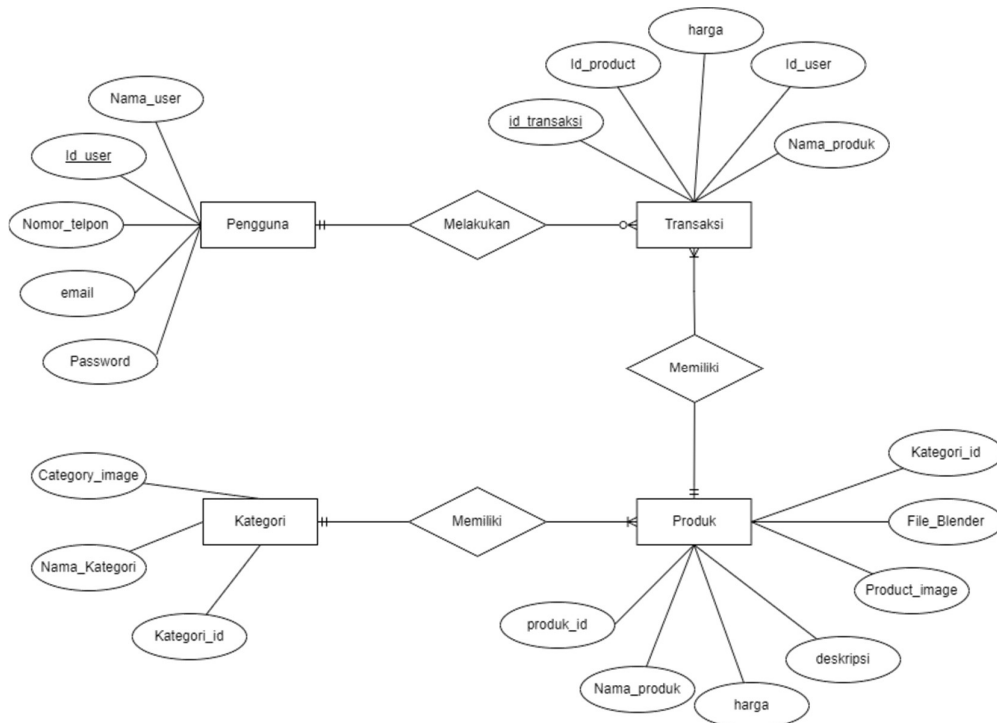 harga
Id_product
Id_user
Nama_user
id_transaksi
Nama_produk
Id_user
Nomor_telpon
Pengguna
Melakukan
Transaksi
email
Password
Memiliki
Kategori_id
Category_image
Kategori
Memiliki
Produk
File_Blender
Nama_Kategori
Product_image
produk_id
Kategori_id
deskripsi
Nama_produk
harga